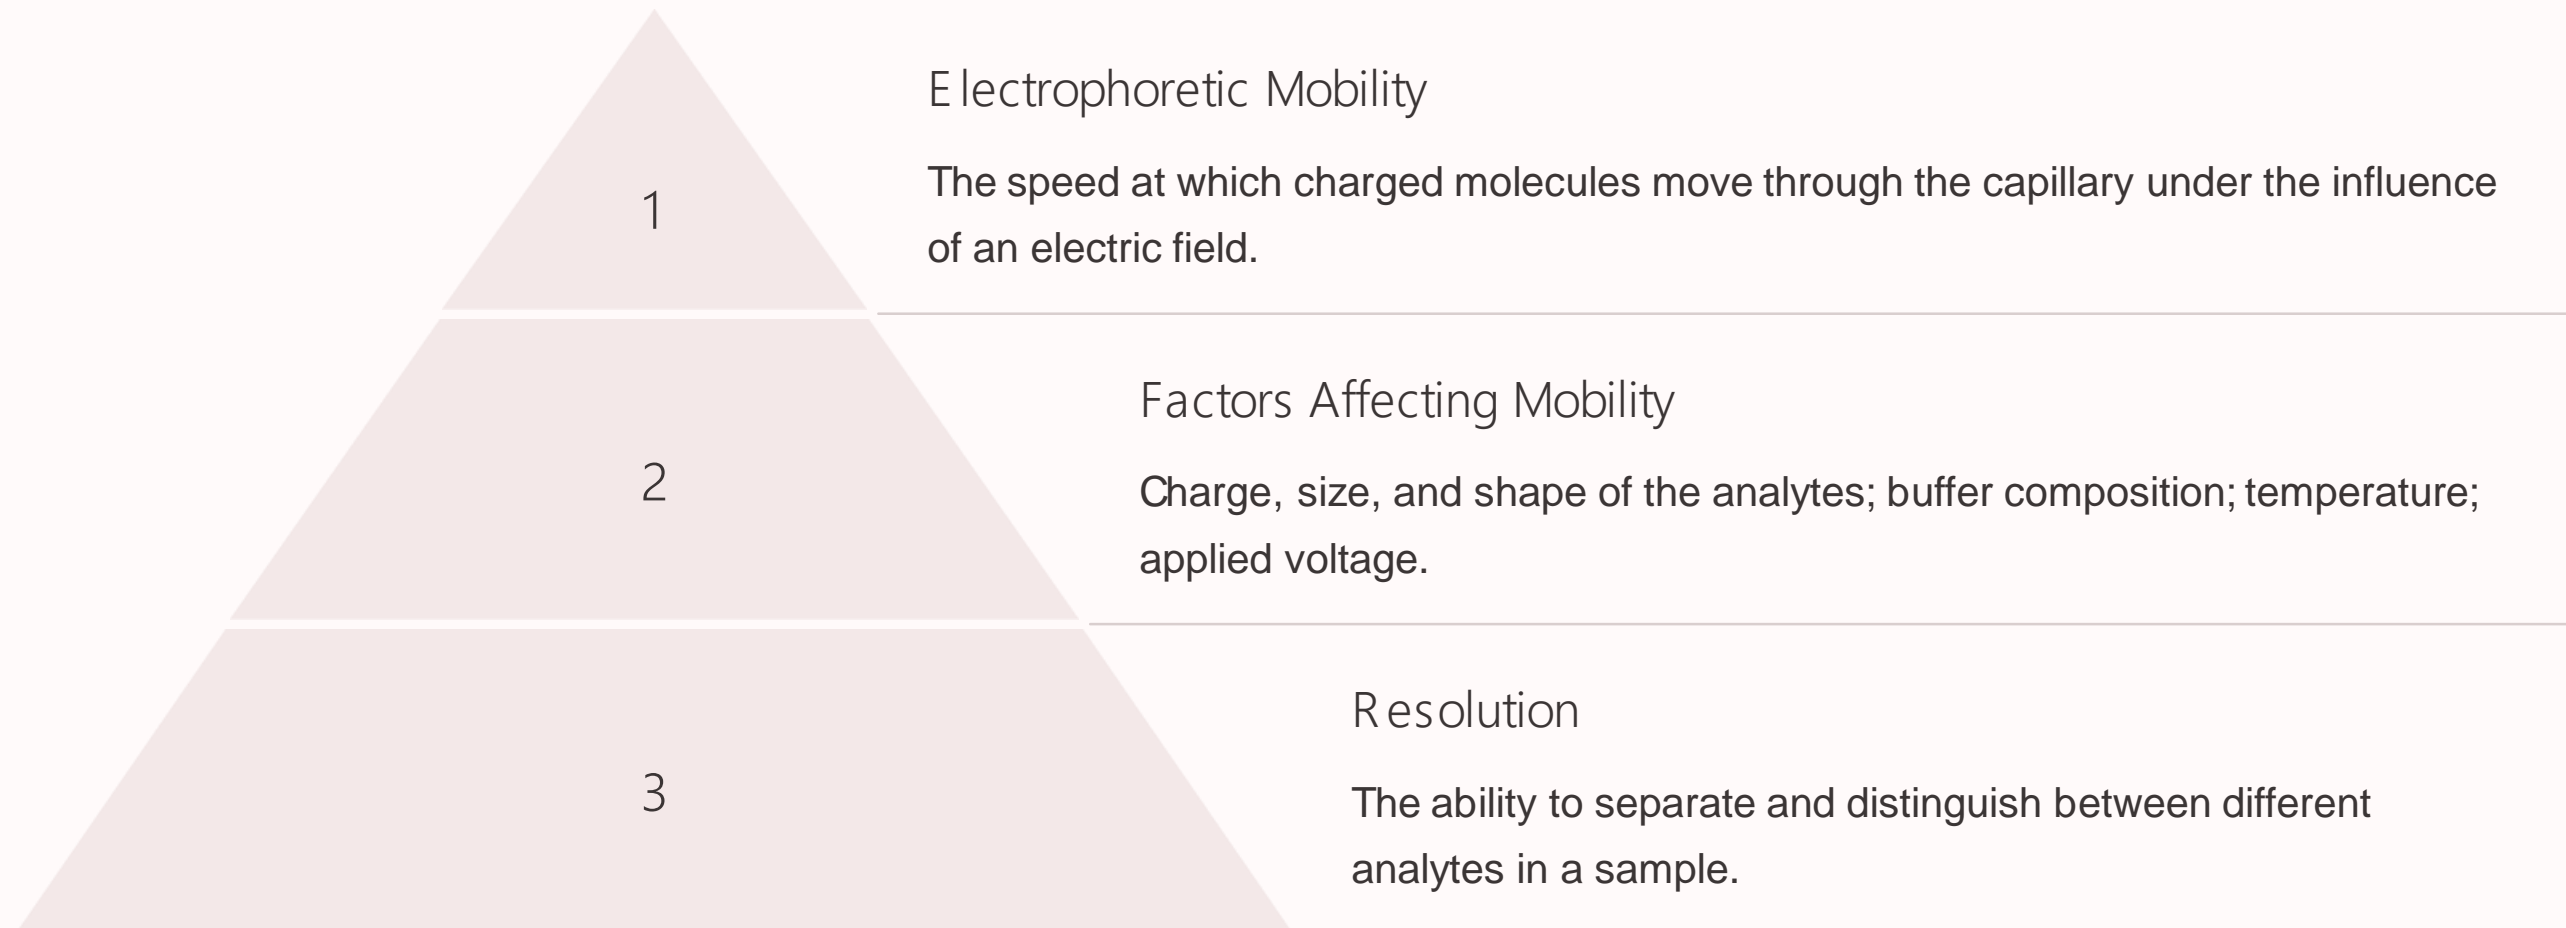 Electrophoretic Mobility
The speed at which charged molecules move through the capillary under the influence
of an electric field.
1
Factors Affecting Mobility
Charge, size, and shape of the analytes; buffer composition; temperature;
applied voltage.
2
Resolution
The ability to separate and distinguish between different
analytes in a sample.
3